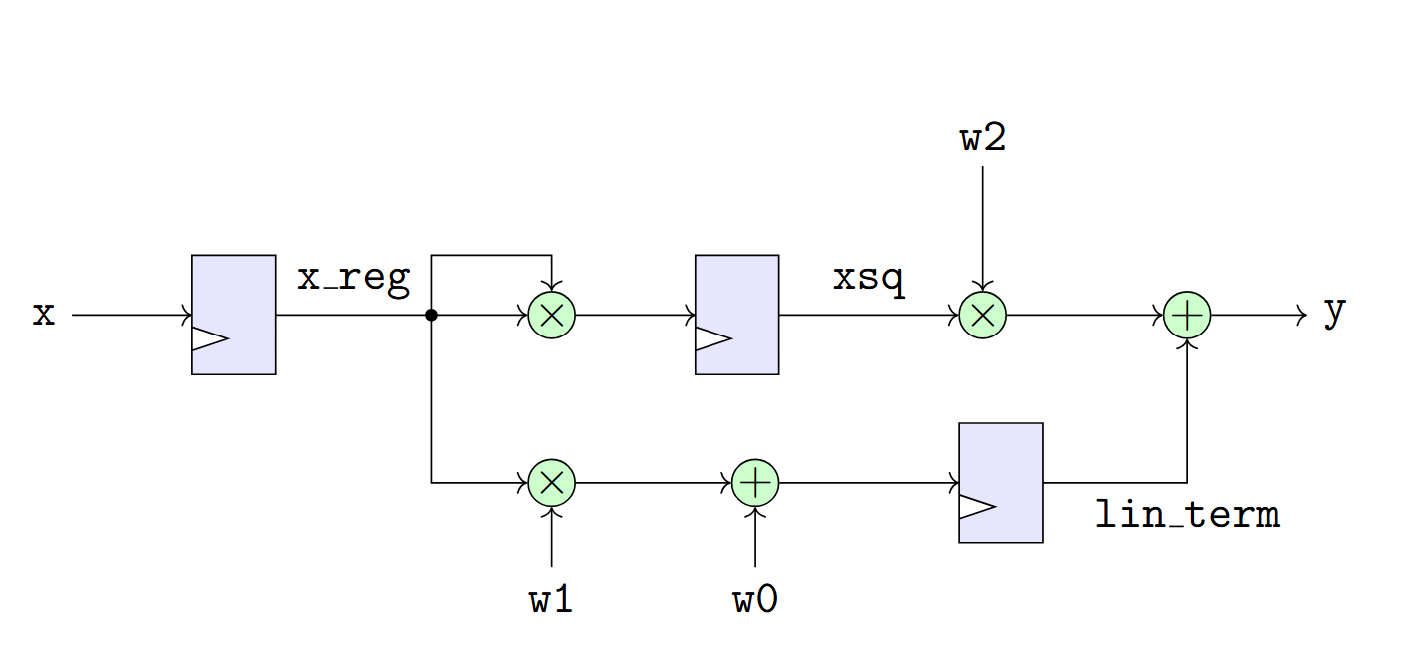 w2
x_reg
xsq
x
y
lin_term
w1
w0